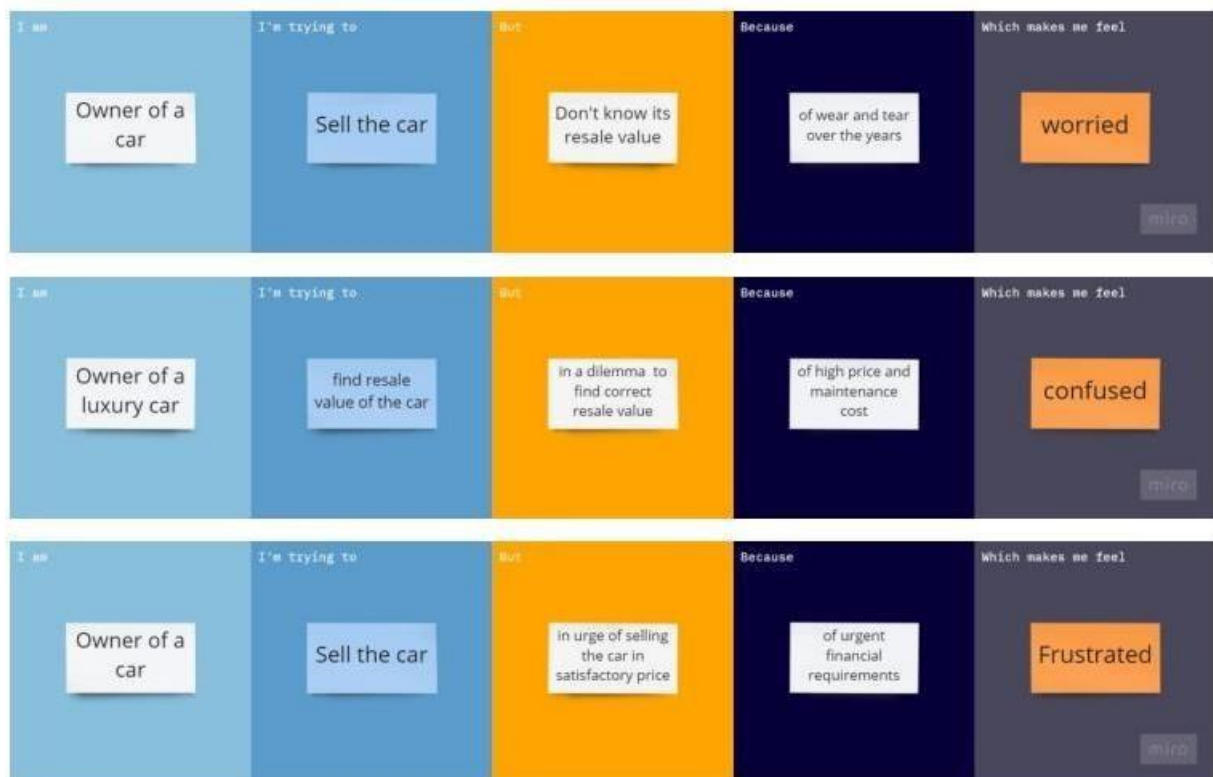 I am
I'm trying to
But
Because
Which makes me feel
Owner of a
car
Sell the car
Don't know its
resale value
of wear and tear
over the years
worried
miro
I am
I'm trying to
But
Because
Which makes me feel
Owner of a
luxury car
find resale
value of the car
in a dilemma to
find correct
resale value
of high price and
maintenance
cost
confused
miro
I am
I'm trying to
But
Because
Which makes me feel
Owner of a
car
Sell the car
in urge of selling
the car in
satisfactory price
of urgent
financial
requirements
Frustrated
miro